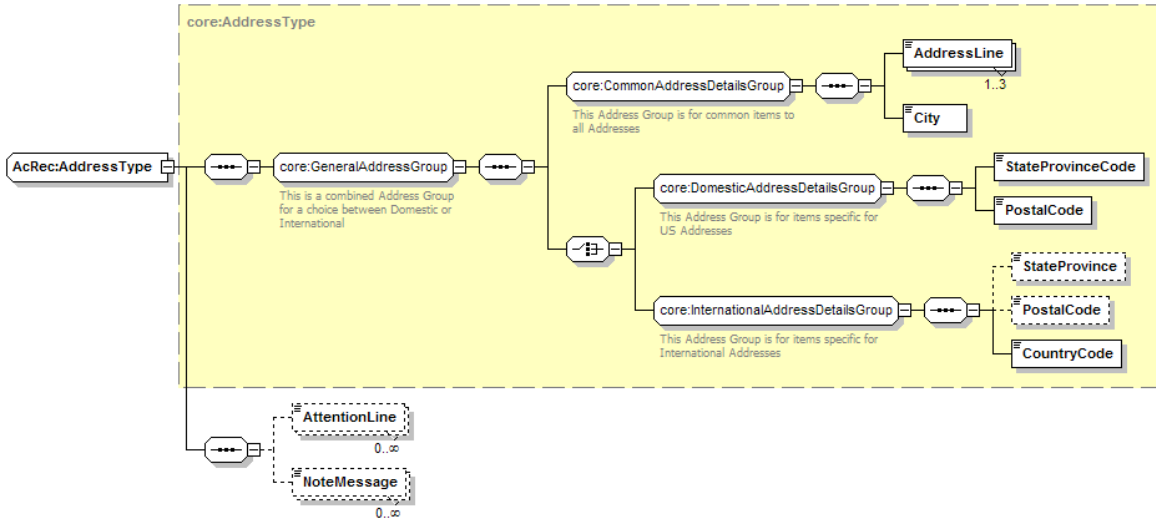 core:AddressType
AddressLine
1..3
core:CommonAddressDetailsGroup
This Address Group is for common items to
all Addresses
City
AcRec:AddressType
core:GeneralAddressGroup
This is a combined Address Group
for a choice between Domestic or
International
core:DomesticAddressDetailsGroup
This Address Group is for items specific for
US Addresses
StateProvinceCode
PostalCode
core:InternationalAddressDetailsGroup
This Address Group is for items specific for
International Addresses
StateProvince
PostalCode
CountryCode
AttentionLine
0..∞
NoteMessage
0..∞